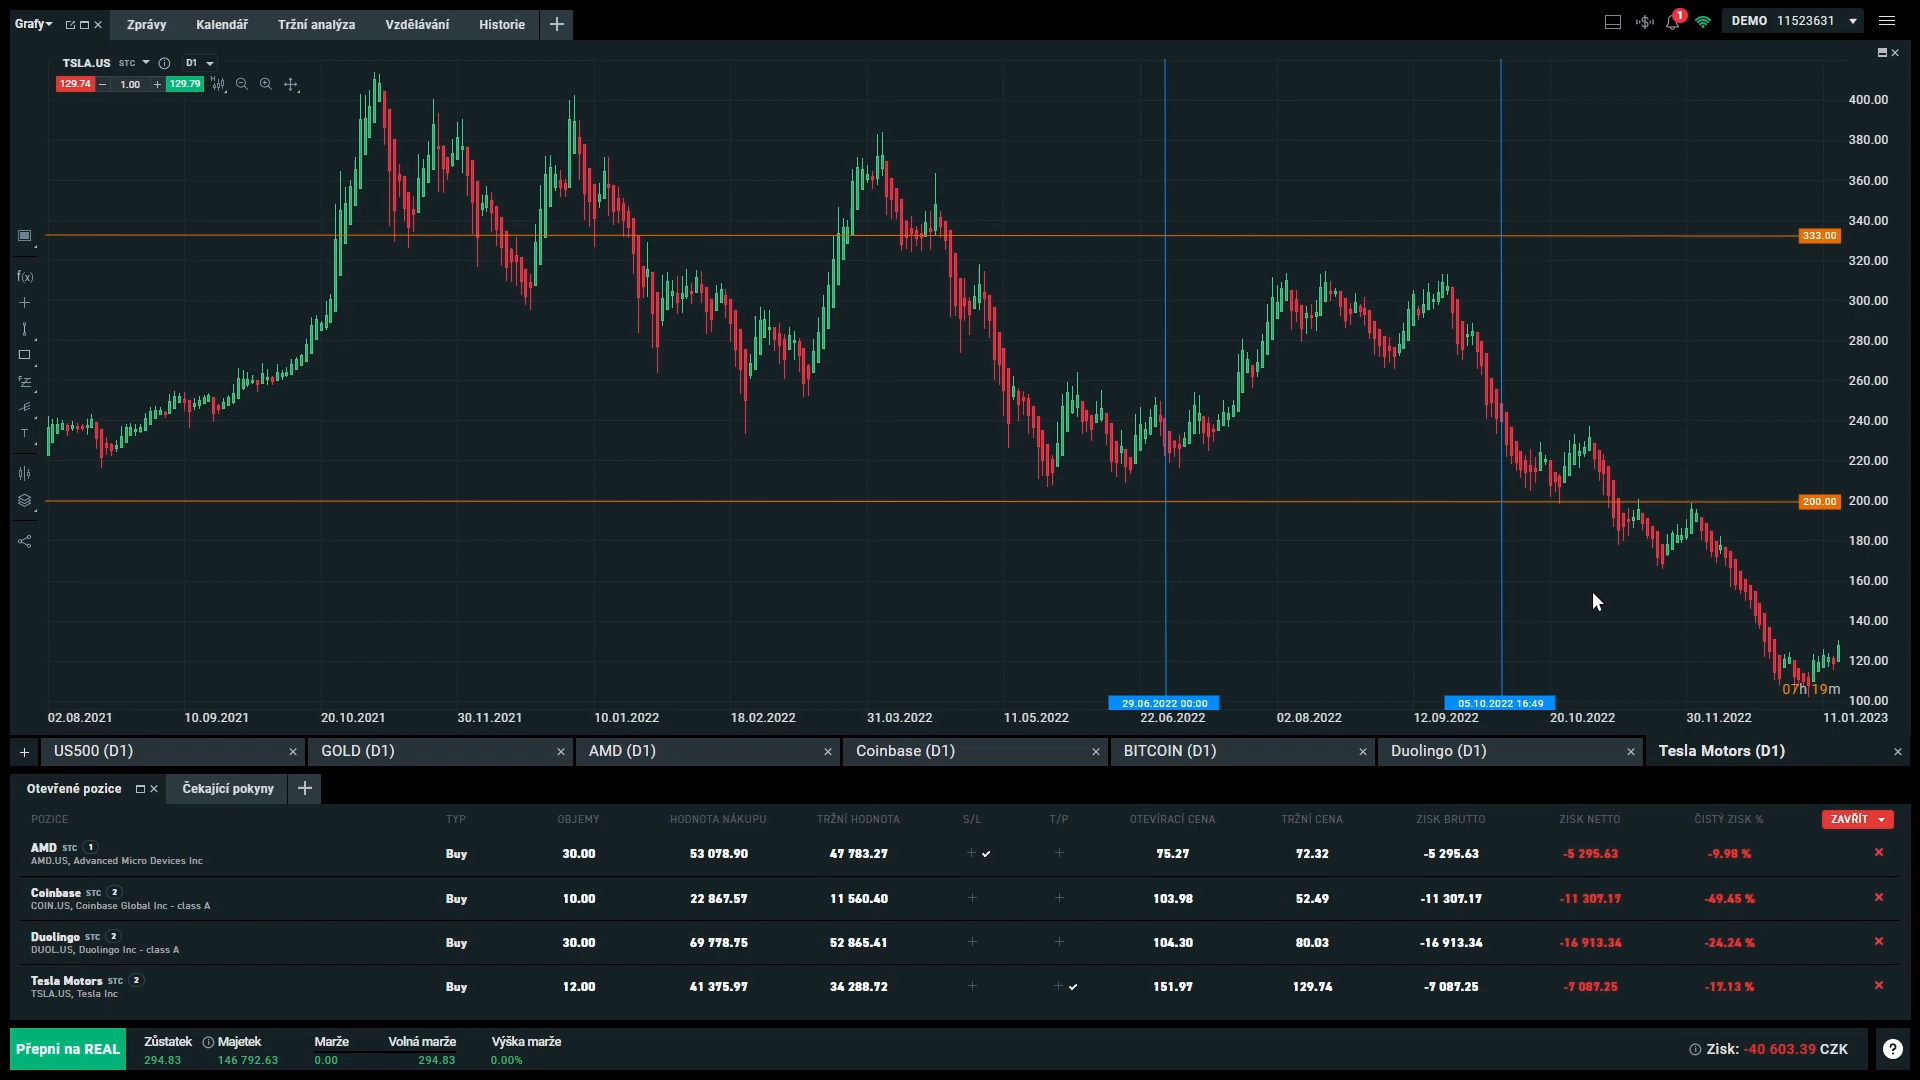 Grafy Zprávy Kalendář Tržní analýza Vzdělávání Historie
1 DEMO 11523631
TSLA.US STC D1
129.74 1.00 129.79
400.00
380.00
360.00
340.00
333.00
320.00
300.00
280.00
260.00
240.00
220.00
200.00
200.00
180.00
160.00
140.00
120.00
100.00
f(x)
T
07h 19m
29.06.2022 00:00 05.10.2022 16:49
02.08.2021 10.09.2021 20.10.2021 30.11.2021 10.01.2022 18.02.2022 31.03.2022 11.05.2022 22.06.2022 02.08.2022 12.09.2022 20.10.2022 30.11.2022 11.01.2023
US500 (D1) GOLD (D1) AMD (D1) Coinbase (D1) BITCOIN (D1) Duolingo (D1) Tesla Motors (D1)
Otevřené pozice Čekající pokyny
POZICE TYP OBJEMY HODNOTA NÁKUPU TRŽNÍ HODNOTA S/L T/P OTEVÍRACÍ CENA TRŽNÍ CENA ZISK BRUTTO ZISK NETTO ČISTÝ ZISK % ZAVŘÍT
AMD STC 1
AMD.US, Advanced Micro Devices Inc
Buy 30.00 53 078.90 47 783.27 75.27 72.32 -5 295.63 -5 295.63 -9.98 %
Coinbase STC 2
COIN.US, Coinbase Global Inc - class A
Buy 10.00 22 867.57 11 560.40 103.98 52.49 -11 307.17 -11 307.17 -49.45 %
Duolingo STC 2
DUOL.US, Duolingo Inc - class A
Buy 30.00 69 778.75 52 865.41 104.30 80.03 -16 913.34 -16 913.34 -24.24 %
Tesla Motors STC 2
TSLA.US, Tesla Inc
Buy 12.00 41 375.97 34 288.72 151.97 129.74 -7 087.25 -7 087.25 -17.13 %
Přepni na REAL
Zůstatek Majetek Marže Volná marže Výška marže
294.83 146 792.63 0.00 294.83 0.00%
Zisk: -40 603.39 CZK
?